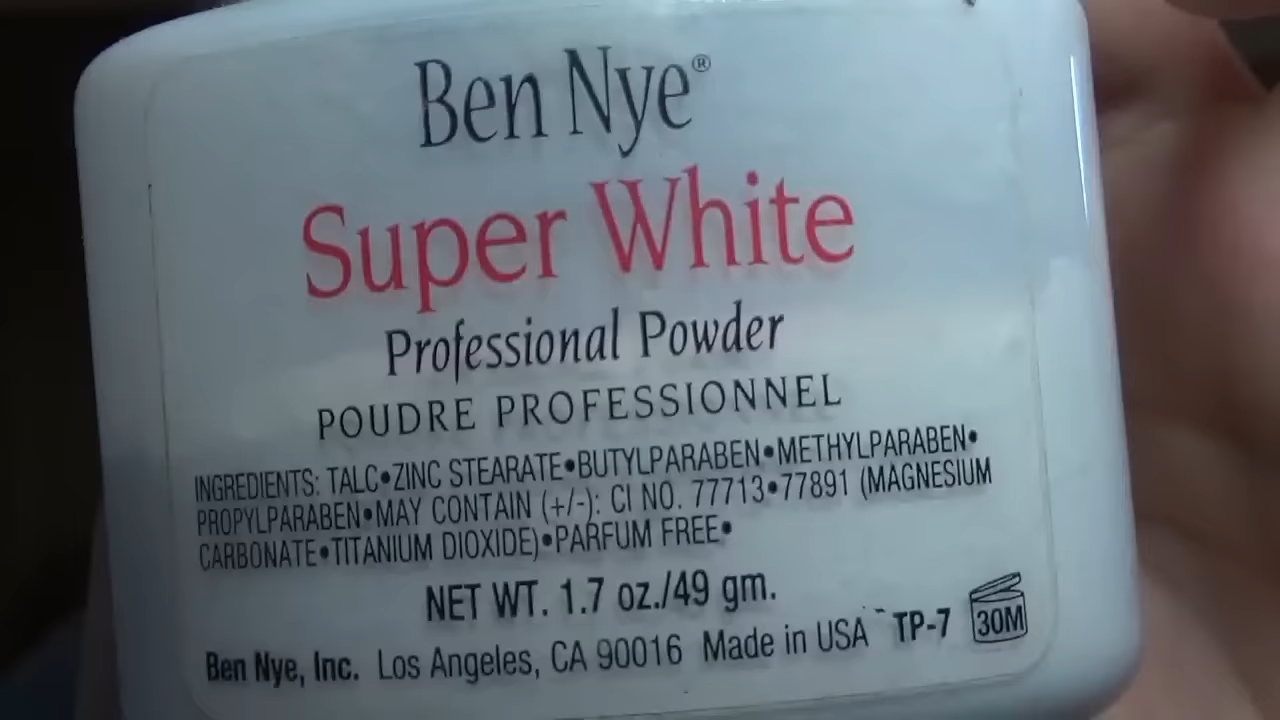 Ben Nye®
Super White
Professional Powder
POUDRE PROFESSIONNEL
INGREDIENTS: TALC•ZINC STEARATE•BUTYLPARABEN•METHYLPARABEN•
PROPYLPARABEN•MAY CONTAIN (+/-): CI NO. 77713•77891 (MAGNESIUM
CARBONATE•TITANIUM DIOXIDE)•PARFUM FREE•
NET WT. 1.7 oz./49 gm.
Ben Nye, Inc. Los Angeles, CA 90016 Made in USA TP-7 30M